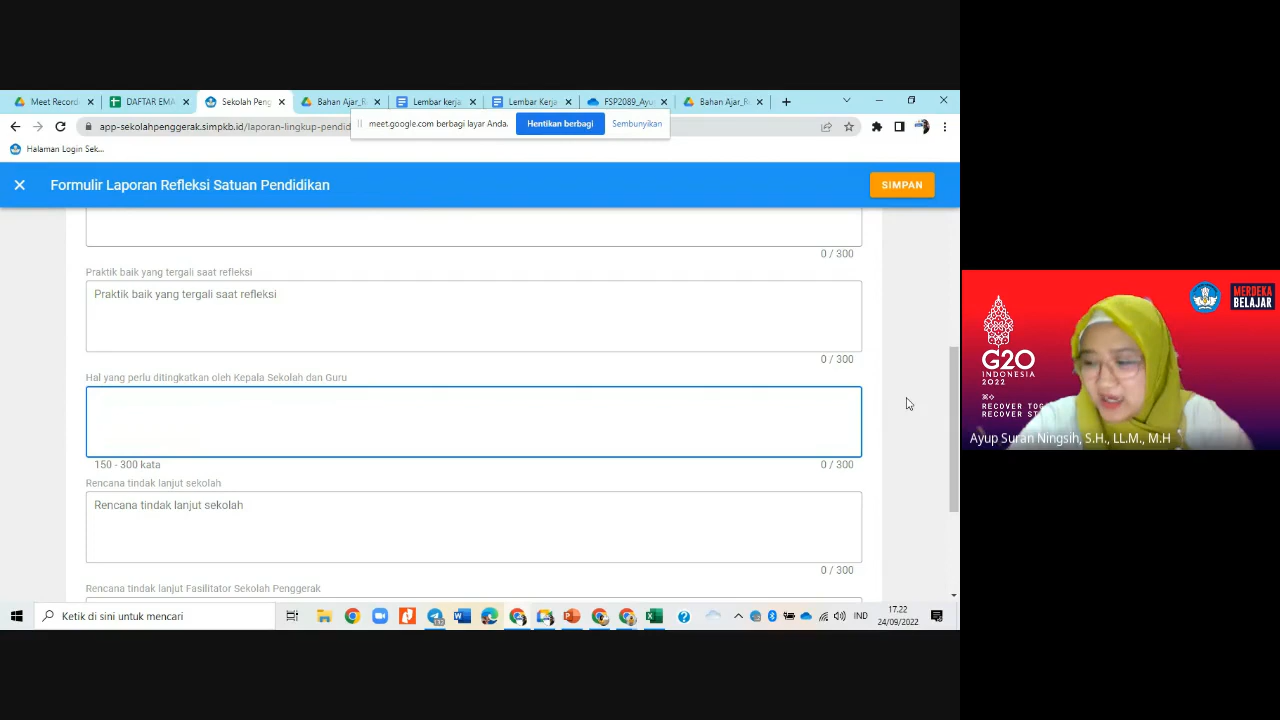 Meet Record
DAFTAR EMA
Sekolah Peng
Bahan Ajar_R
Lembar kerja
Lembar Kerja
FSP2089_Ayu
Bahan Ajar_R
app-sekolahpenggerak.simpkb.id/laporan-lingkup-pendid
meet.google.com berbagi layar Anda.
Hentikan berbagi
Sembunyikan
Halaman Login Sek...
Formulir Laporan Refleksi Satuan Pendidikan
SIMPAN
0 / 300
Praktik baik yang tergali saat refleksi
Praktik baik yang tergali saat refleksi
0 / 300
Hal yang perlu ditingkatkan oleh Kepala Sekolah dan Guru
150 - 300 kata
0 / 300
Rencana tindak lanjut sekolah
Rencana tindak lanjut sekolah
0 / 300
Rencana tindak lanjut Fasilitator Sekolah Penggerak
Ketik di sini untuk mencari
IND
17.22
24/09/2022
MERDEKA
BELAJAR
G20
INDONESIA
2022
RECOVER TOG
RECOVER ST
Ayup Suran Ningsih, S.H., LL.M., M.H